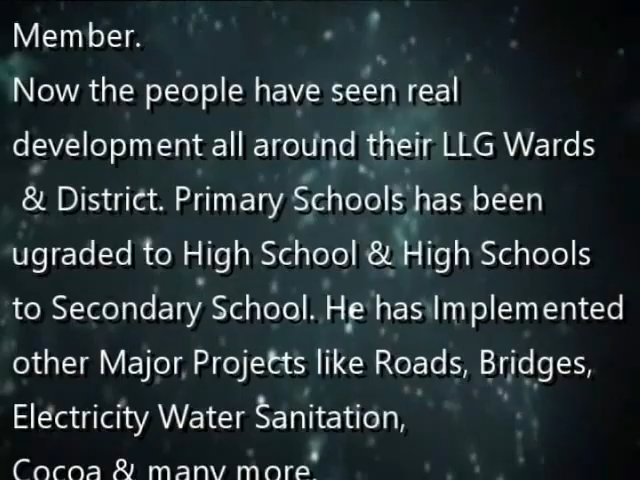 Member.
Now the people have seen real
development all around their LLG Wards
& District. Primary Schools has been
ugraded to High School & High Schools
to Secondary School. He has Implemented
other Major Projects like Roads, Bridges,
Electricity Water Sanitation,
Cocoa & many more.